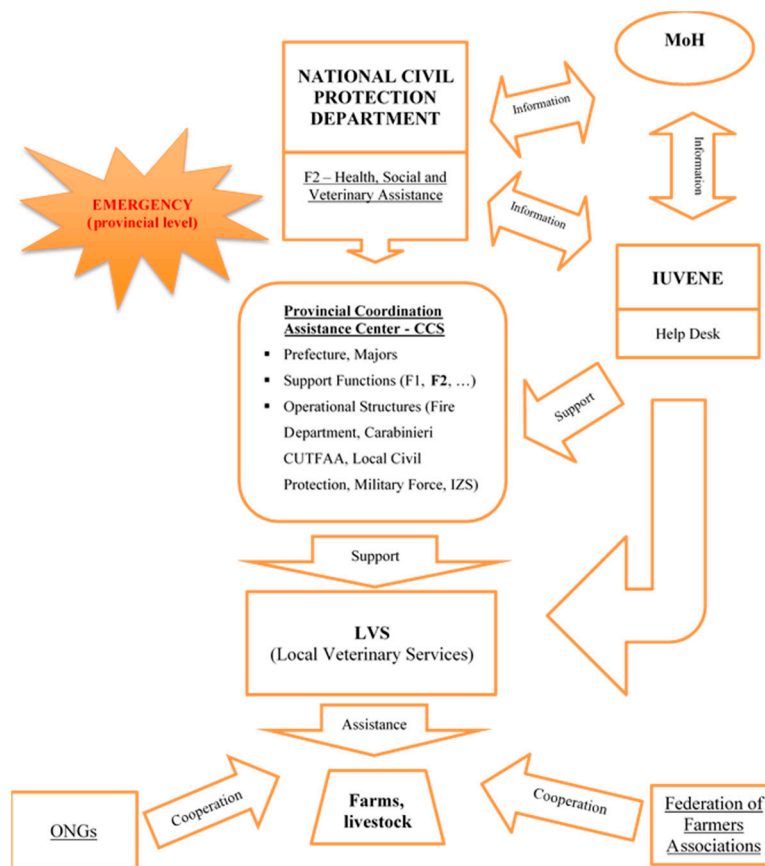 MoH
NATIONAL CIVIL
PROTECTION
DEPARTMENT
Information
Information
F2 – Health, Social and
Veterinary Assistance
Information
EMERGENCY
(provincial level)
IUVENE
Help Desk
Provincial Coordination
Assistance Center - CCS
▪ Prefecture, Majors
▪ Support Functions (F1, F2, …)
▪ Operational Structures (Fire
Department, Carabinieri
CUTFAA, Local Civil
Protection, Military Force, IZS)
Support
Support
LVS
(Local Veterinary Services)
Assistance
Cooperation
Farms,
livestock
Cooperation
ONGs
Federation of
Farmers
Associations